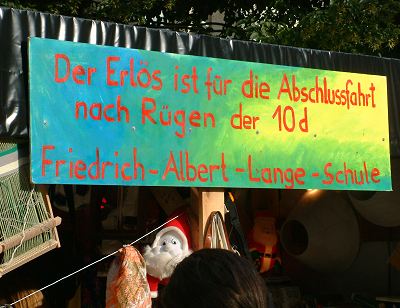 Der Erlös ist für die Abschlussfahrt
nach Rügen der 10d
Friedrich-Albert-Lange-Schule